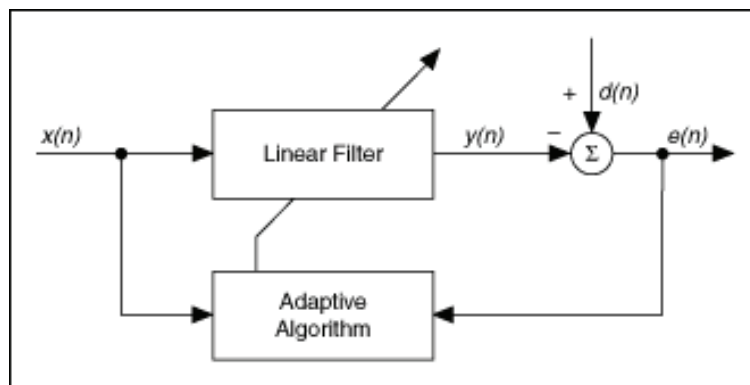 d(n)
+
x(n)
Linear Filter
y(n)
−
Σ
e(n)
Adaptive
Algorithm